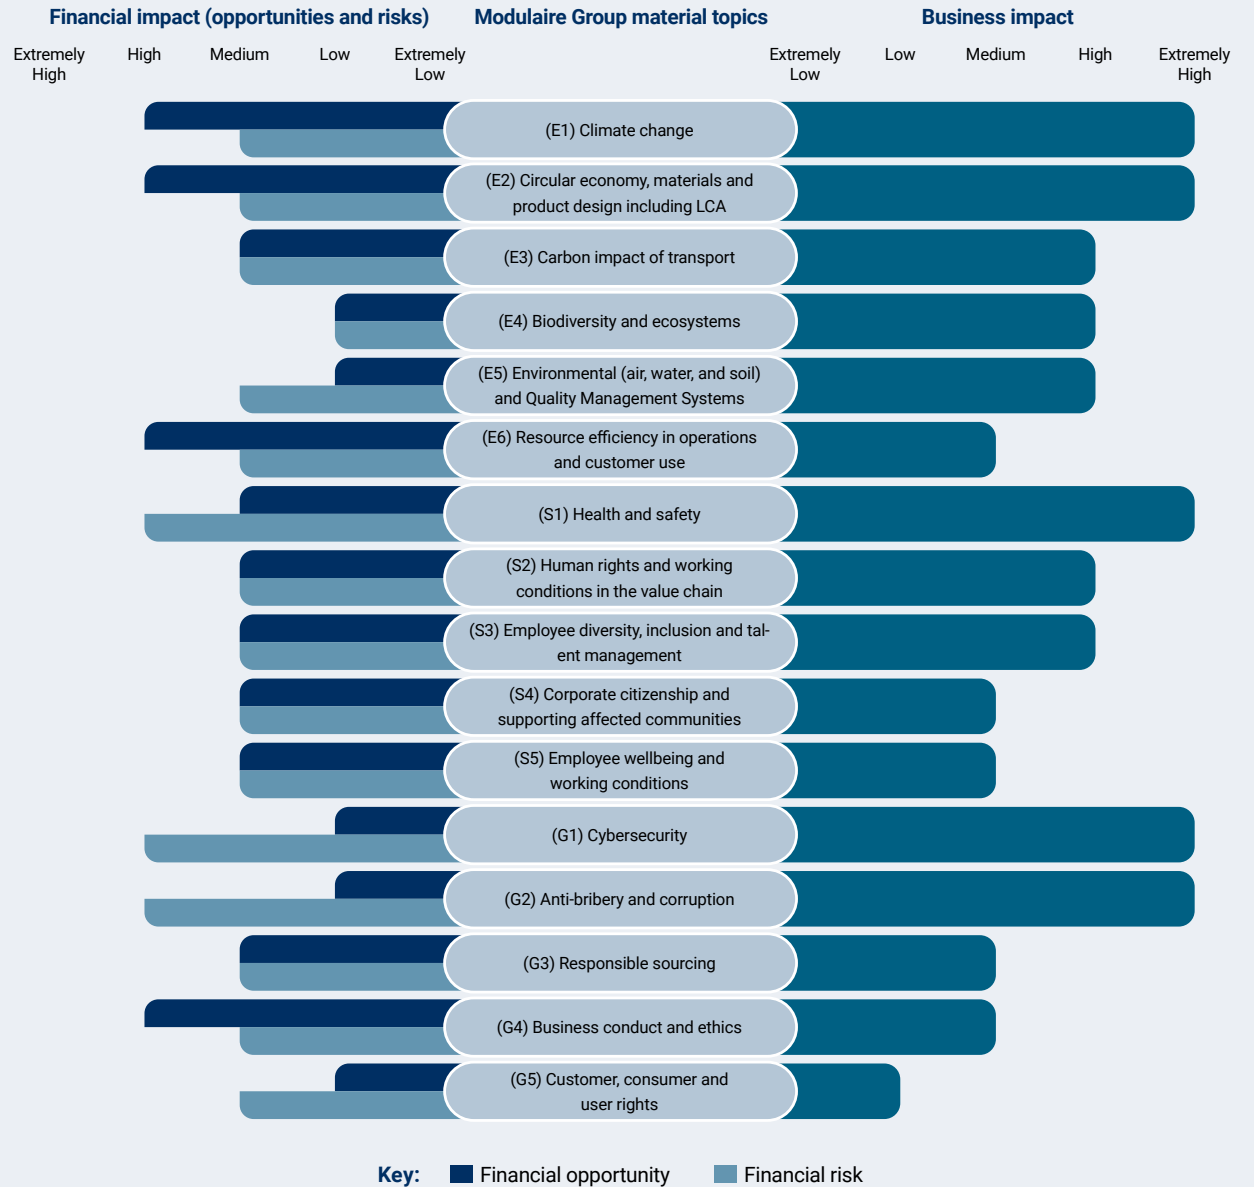 Financial impact (opportunities and risks)
Modulaire Group material topics
Business impact
Extremely
High
High
Medium
Low
Extremely
Low
Extremely
Low
Low
Medium
High
Extremely
High
(E1) Climate change
(E2) Circular economy, materials and
product design including LCA
(E3) Carbon impact of transport
(E4) Biodiversity and ecosystems
(E5) Environmental (air, water, and soil)
and Quality Management Systems
(E6) Resource efficiency in operations
and customer use
(S1) Health and safety
(S2) Human rights and working
conditions in the value chain
(S3) Employee diversity, inclusion and tal-
ent management
(S4) Corporate citizenship and
supporting affected communities
(S5) Employee wellbeing and
working conditions
(G1) Cybersecurity
(G2) Anti-bribery and corruption
(G3) Responsible sourcing
(G4) Business conduct and ethics
(G5) Customer, consumer and
user rights
Key:
Financial opportunity
Financial risk